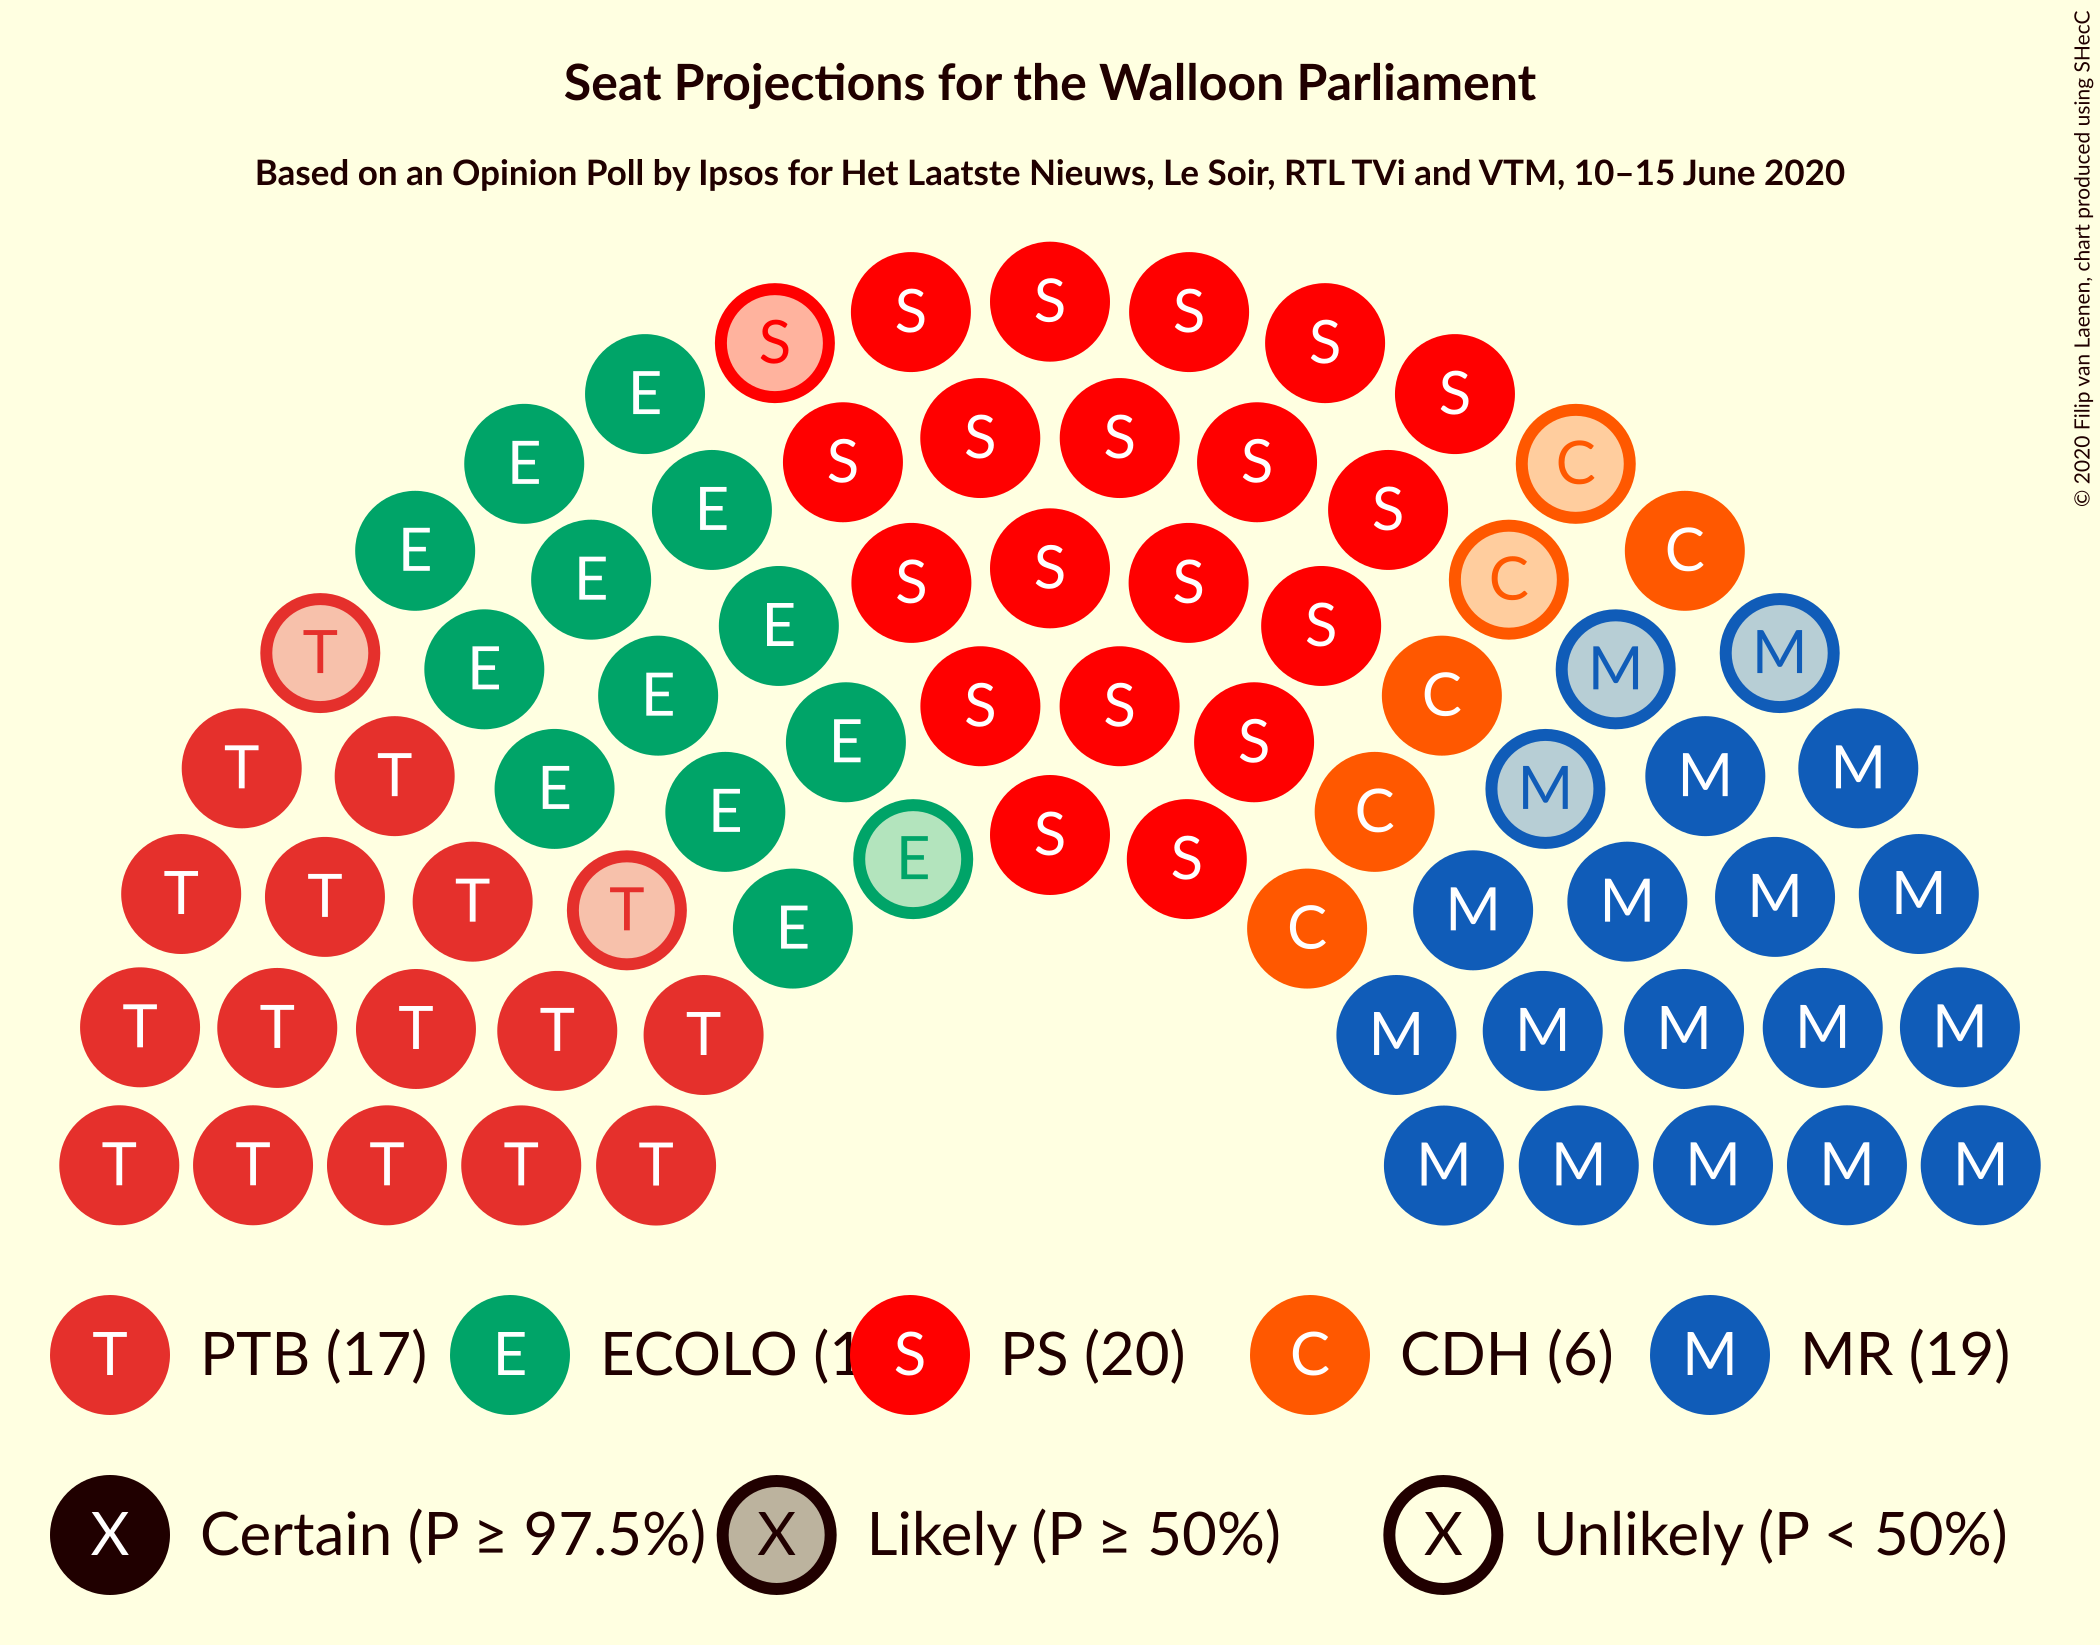 Seat Projections for the Walloon Parliament
Based on an Opinion Poll by Ipsos for Het Laatste Nieuws, Le Soir, RTL TVi and VTM, 10–15 June 2020
© 2020 Filip van Laenen, chart produced using SHecC
S
S S
S S
E S
S S
E S S C
E S
E C
S
E S S C
E S
T M
E M
E C
S S
E S
T T M M
E M
E C
S
E S
T T T T M M M M
E C
T T T T T M M M M M
T T T T T M M M M M
T PTB (17) E ECOLO (1 S PS (20) C CDH (6) M MR (19)
X Certain (P ≥ 97.5%) X Likely (P ≥ 50%) X Unlikely (P < 50%)